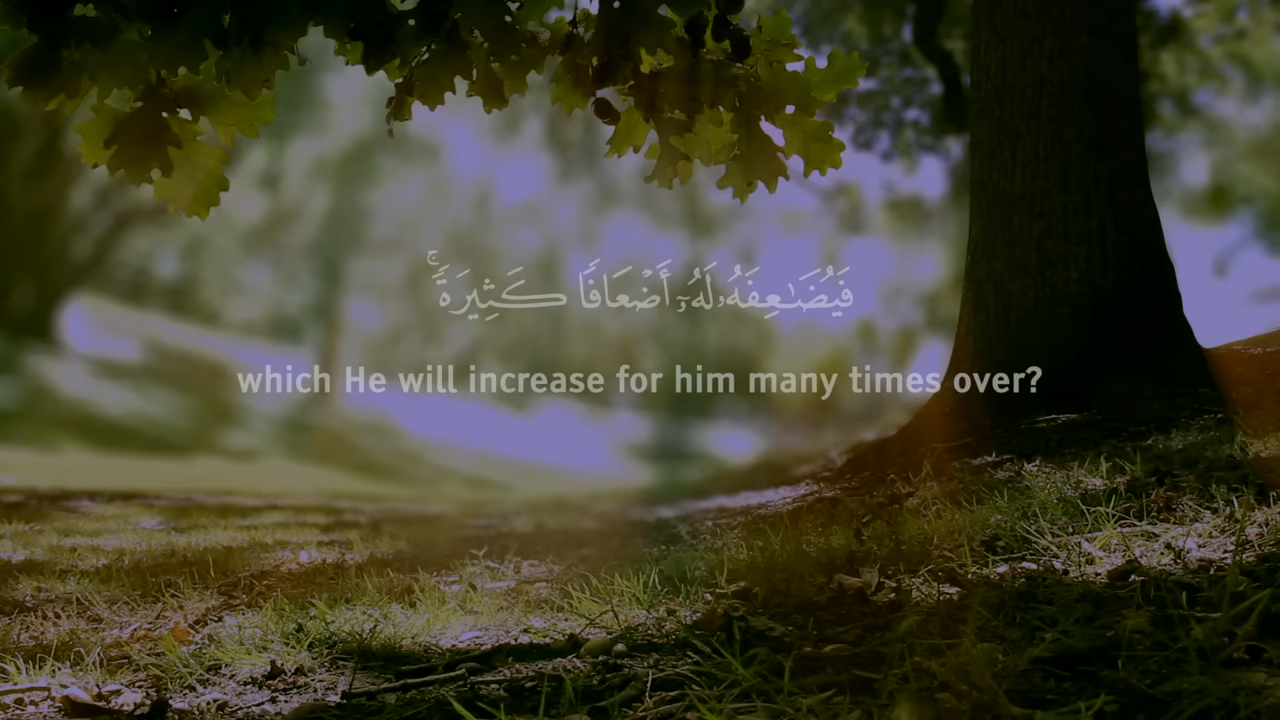 فَيُضَٰعِفَهُۥ لَهُۥٓ أَضْعَافًا كَثِيرَةً ۚ
which He will increase for him many times over?